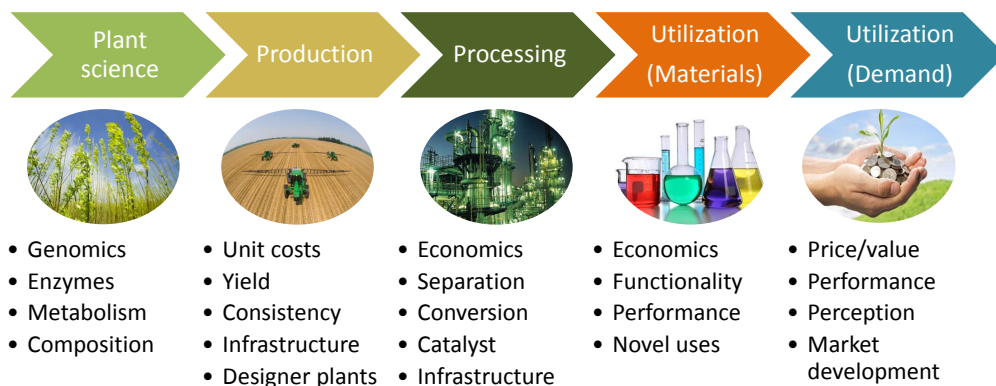 Plant
science
Production
Processing
Utilization
(Materials)
Utilization
(Demand)
• Genomics
• Enzymes
• Metabolism
• Composition
• Unit costs
• Yield
• Consistency
• Infrastructure
• Designer plants
• Economics
• Separation
• Conversion
• Catalyst
• Infrastructure
• Economics
• Functionality
• Performance
• Novel uses
• Price/value
• Performance
• Perception
• Market
development